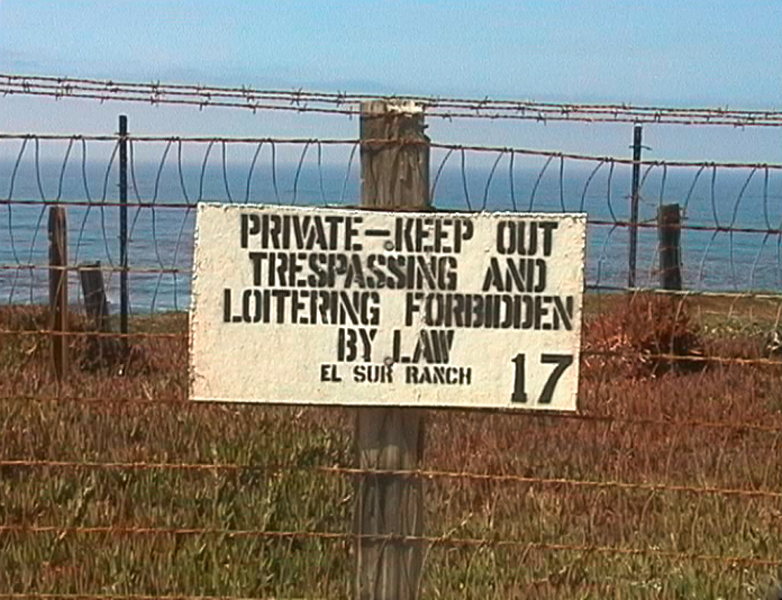 PRIVATE-KEEP OUT
TRESPASSING AND
LOITERING FORBIDDEN
BY LAW
EL SUR RANCH 17